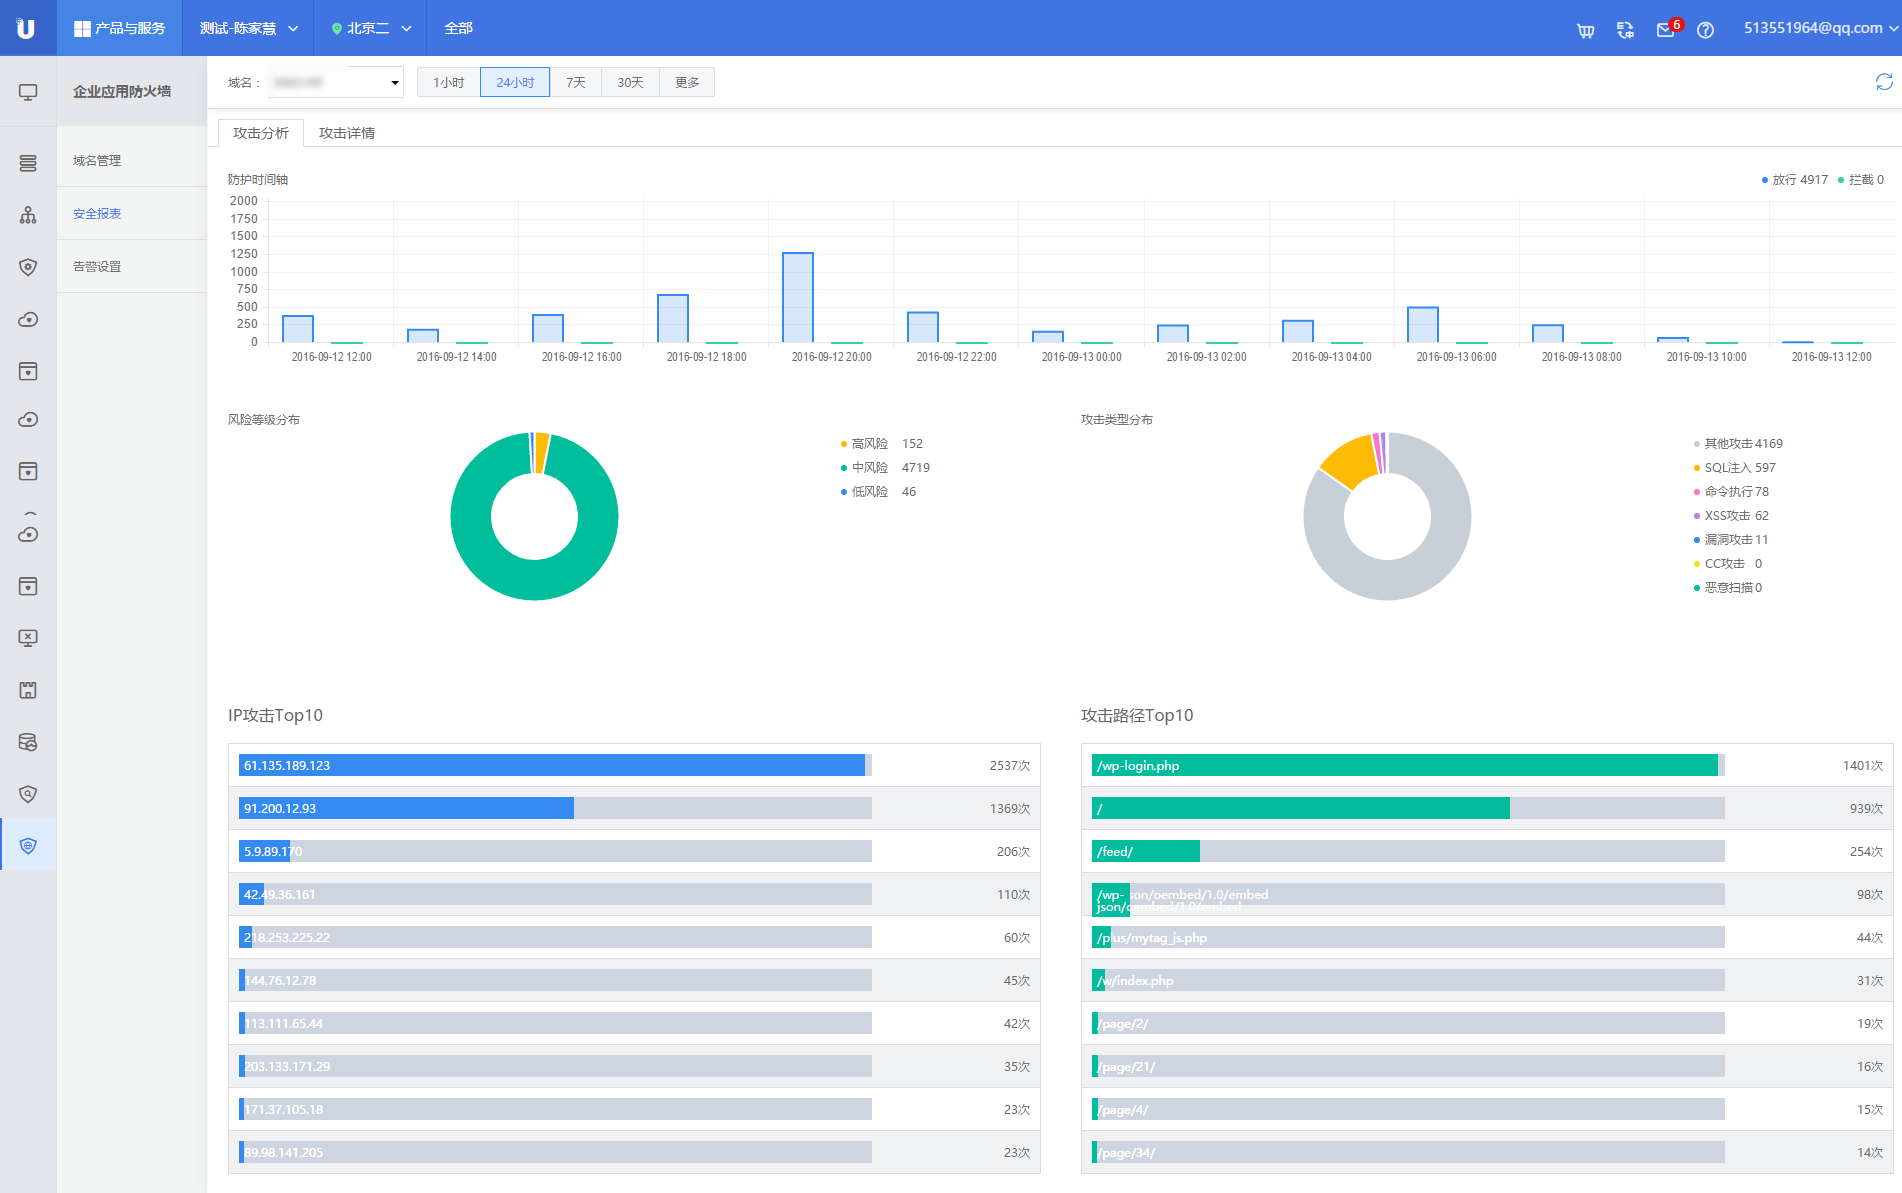 U 产品与服务 测试-陈家慧 北京二 全部 6 513551964@qq.com
企业应用防火墙
域名管理
安全报表
告警设置
域名： 1小时 24小时 7天 30天 更多
攻击分析 攻击详情
防护时间轴 放行 4917 拦截 0
2000
1750
1500
1250
1000
750
500
250
0
2016-09-12 12:00 2016-09-12 14:00 2016-09-12 16:00 2016-09-12 18:00 2016-09-12 20:00 2016-09-12 22:00 2016-09-13 00:00 2016-09-13 02:00 2016-09-13 04:00 2016-09-13 06:00 2016-09-13 08:00 2016-09-13 10:00 2016-09-13 12:00
风险等级分布
高风险 152
中风险 4719
低风险 46
攻击类型分布
其他攻击 4169
SQL注入 597
命令执行 78
XSS攻击 62
漏洞攻击 11
CC攻击 0
恶意扫描 0
IP攻击Top10
61.135.189.123 2537次
91.200.12.93 1369次
5.9.89.170 206次
42.49.36.161 110次
218.253.225.22 60次
144.76.12.78 45次
113.111.65.44 42次
203.133.171.29 35次
171.37.105.18 23次
89.98.141.205 23次
攻击路径Top10
/wp-login.php 1401次
/ 939次
/feed/ 254次
/wp-json/oembed/1.0/embed 98次
/plus/mytag_js.php 44次
/w/index.php 31次
/page/2/ 19次
/page/21/ 16次
/page/4/ 15次
/page/34/ 14次